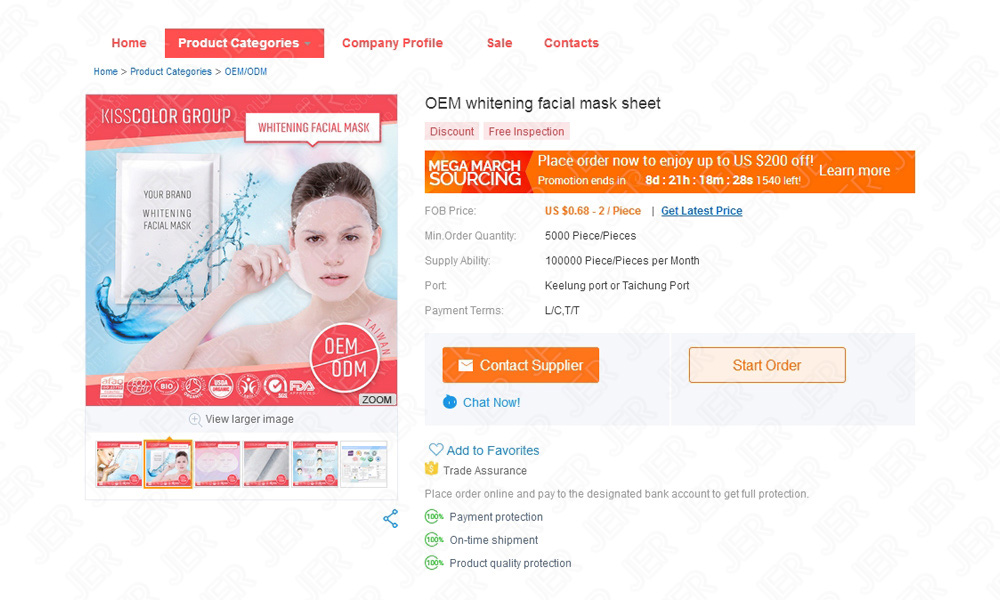 Home Product Categories Company Profile Sale Contacts
Home > Product Categories > OEM/ODM
KISSCOLOR GROUP
WHITENING FACIAL MASK
YOUR BRAND
WHITENING
FACIAL MASK
TAIWAN
OEM
ODM
BIO
USDA
ORGANIC
FDA
ZOOM
View larger image
OEM whitening facial mask sheet
Discount Free Inspection
MEGA MARCH
SOURCING
Place order now to enjoy up to US $200 off!
Promotion ends in 8d : 21h : 18m : 28s 1540 left!
Learn more
FOB Price: US $0.68 - 2 / Piece | Get Latest Price
Min.Order Quantity: 5000 Piece/Pieces
Supply Ability: 100000 Piece/Pieces per Month
Port: Keelung port or Taichung Port
Payment Terms: L/C,T/T
Contact Supplier
Start Order
Chat Now!
Add to Favorites
Trade Assurance
Place order online and pay to the designated bank account to get full protection.
100% Payment protection
100% On-time shipment
100% Product quality protection
JER